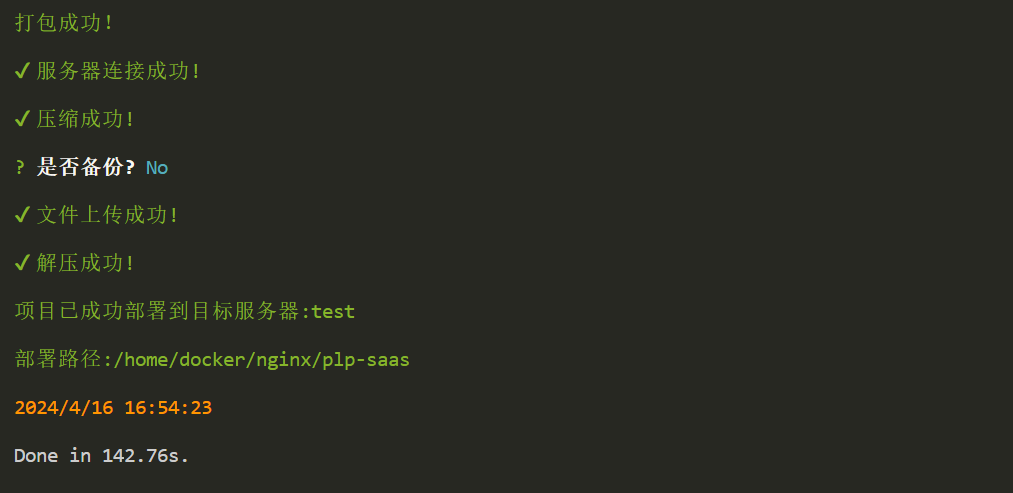 打包成功!
✔ 服务器连接成功!
✔ 压缩成功!
? 是否备份? No
✔ 文件上传成功!
✔ 解压成功!
项目已成功部署到目标服务器:test
部署路径:/home/docker/nginx/plp-saas
2024/4/16 16:54:23
Done in 142.76s.